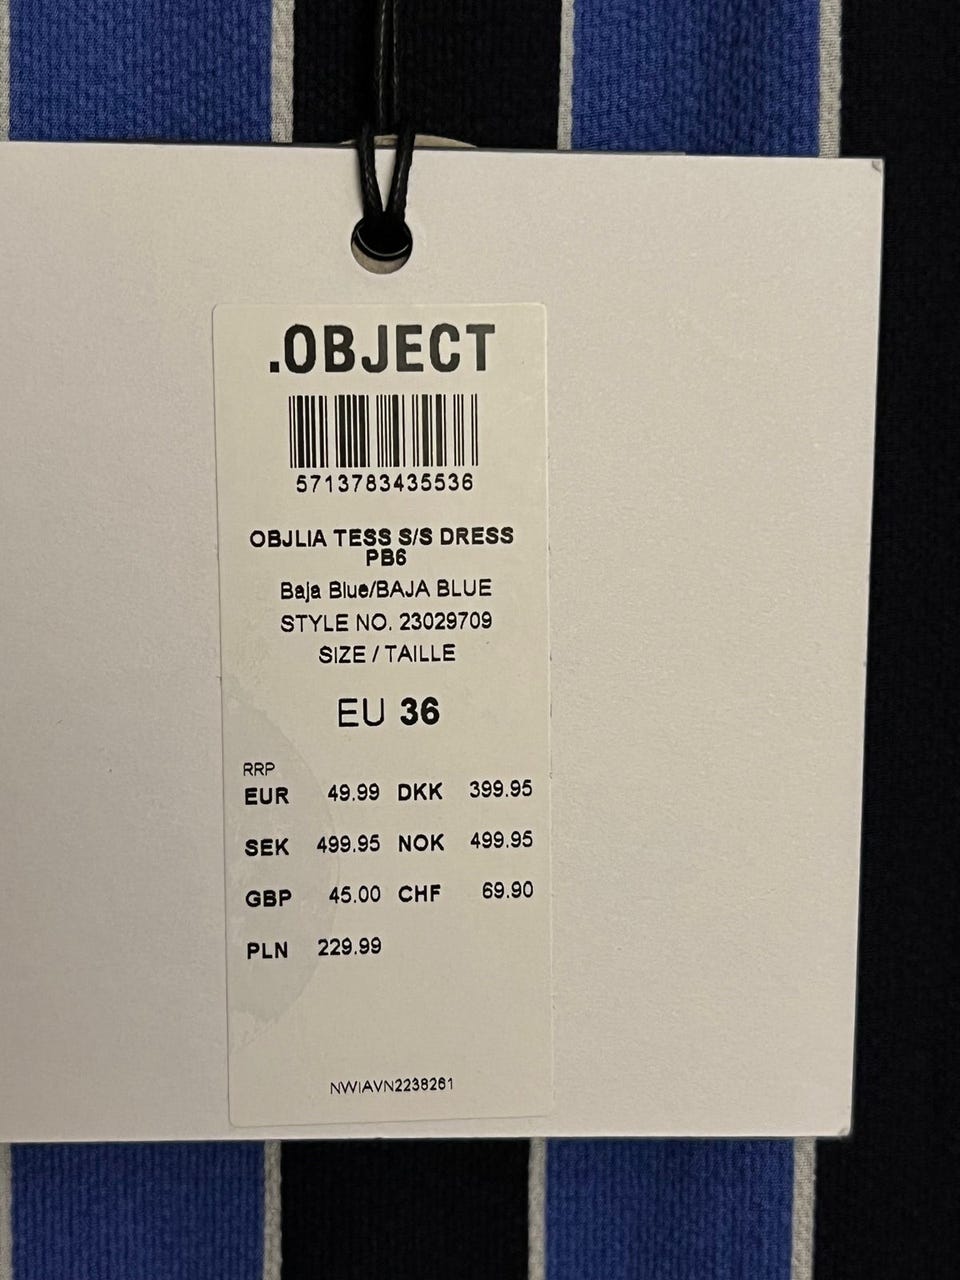 .OBJECT
5713783435536
OBJLIA TESS S/S DRESS
PB6
Baja Blue/BAJA BLUE
STYLE NO. 23029709
SIZE / TAILLE
EU 36
RRP
EUR 49.99 DKK 399.95
SEK 499.95 NOK 499.95
GBP 45.00 CHF 69.90
PLN 229.99
NWIAVN2238261